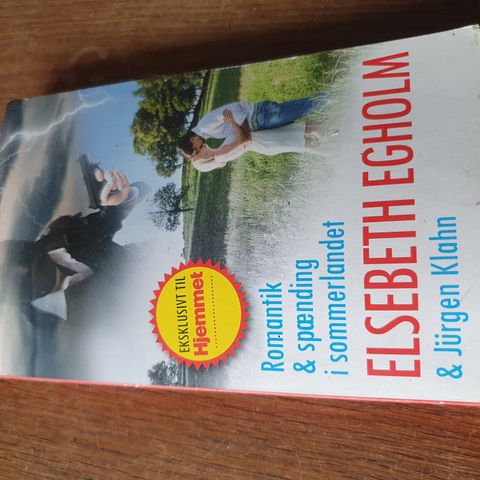 EKSKLUSIVT TIL
Hjemmet
Romantik
& spænding
i sommerlandet
ELSEBETH EGHOLM
& Jürgen Klahn